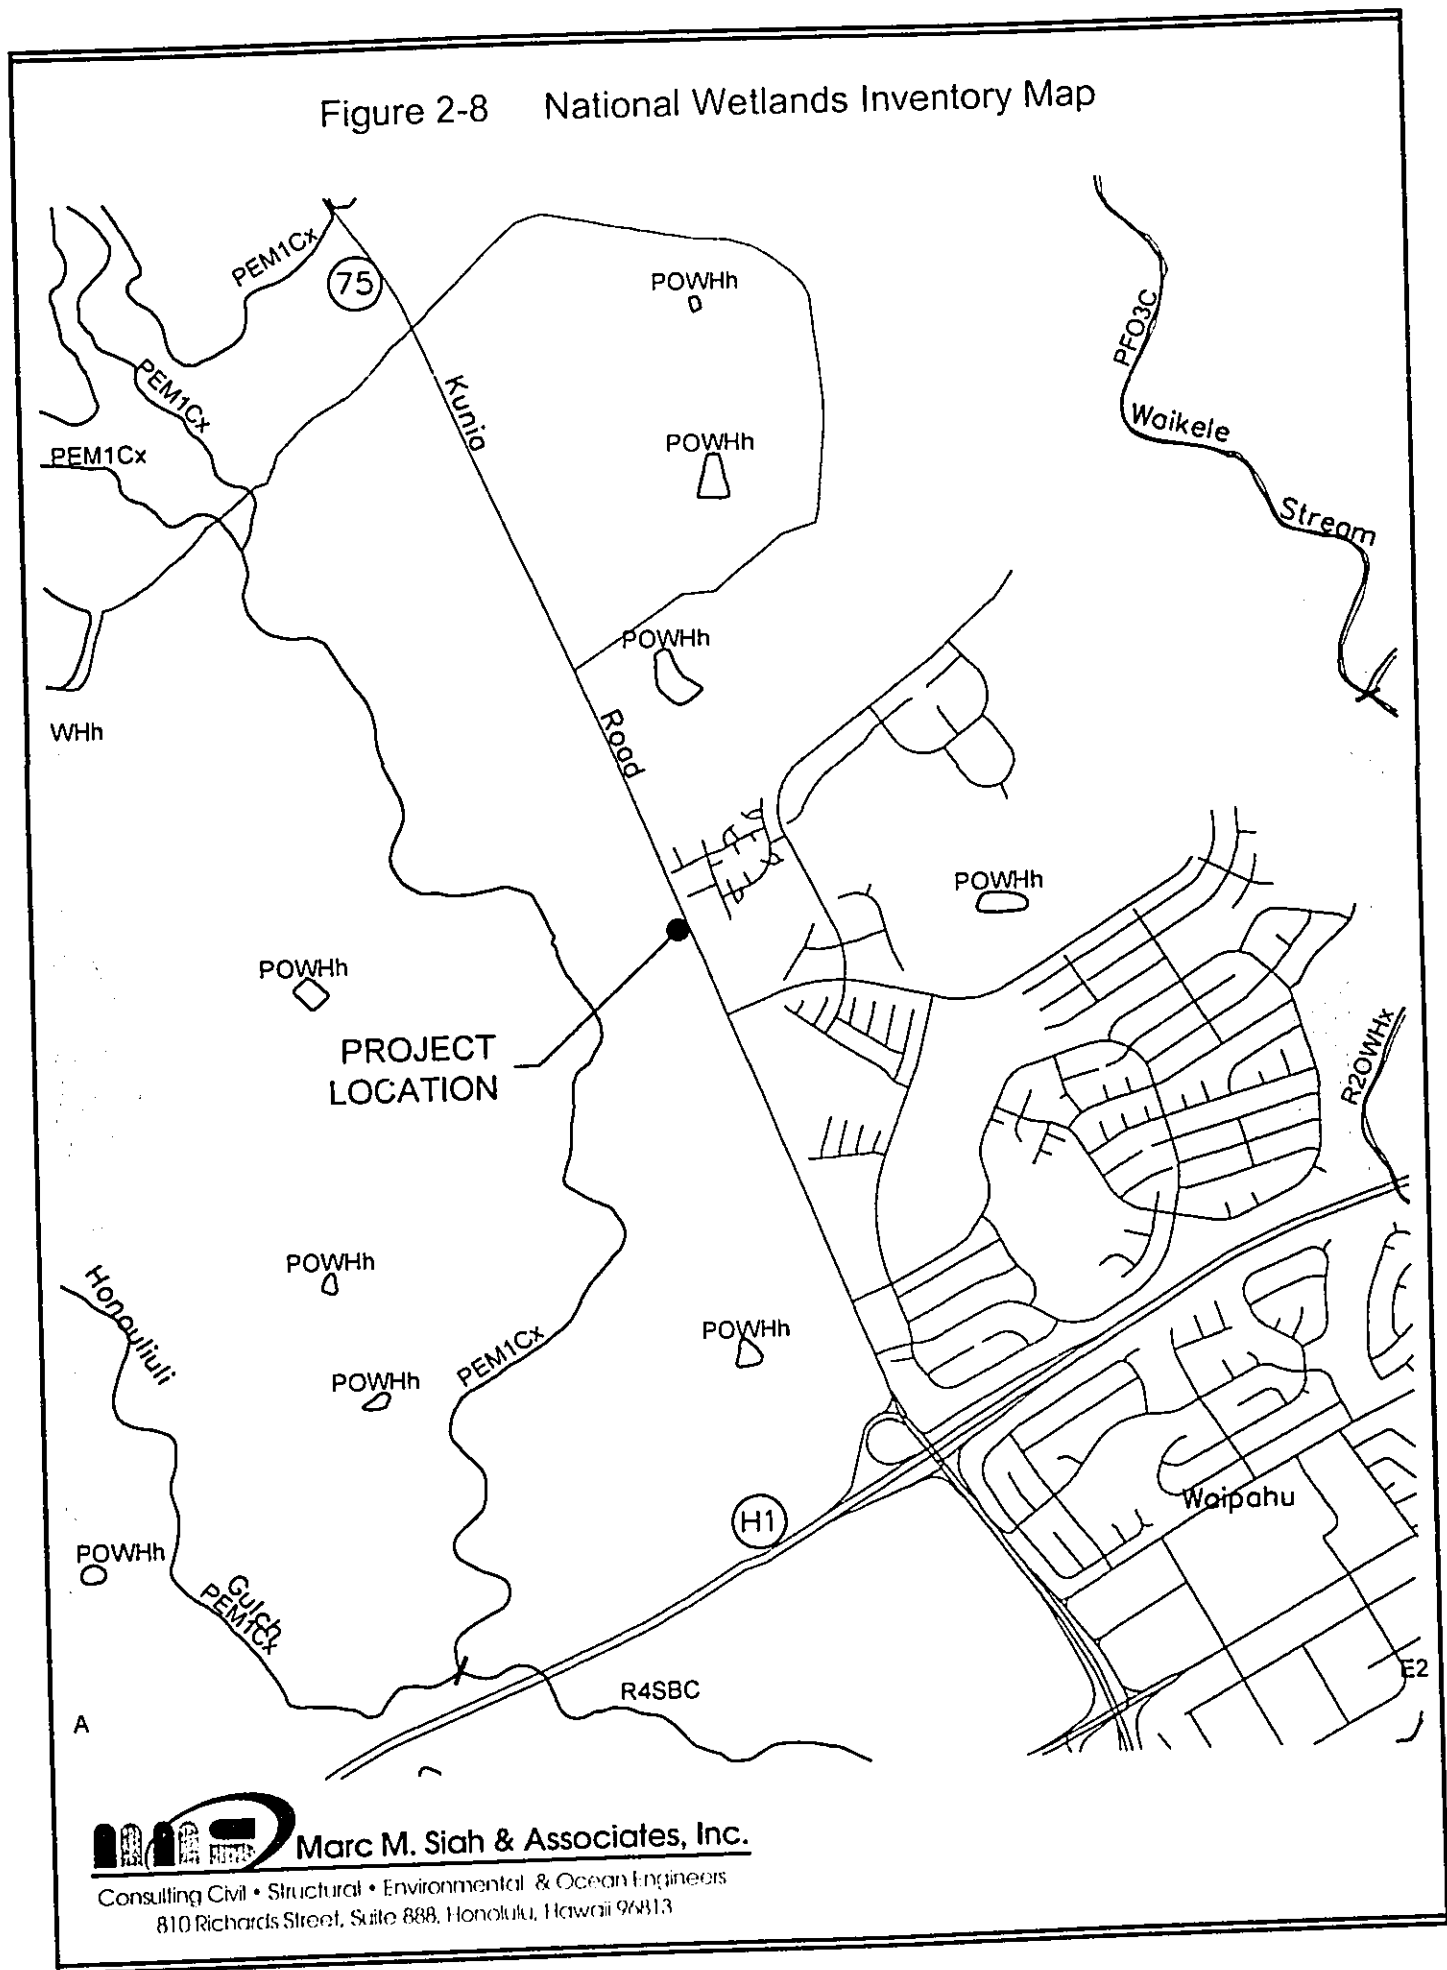 Figure 2-8 National Wetlands Inventory Map
PEM1Cx
75
POWHh
PFO3C
PEM1Cx
Kunia
Waikele
POWHh
PEM1Cx
Stream
POWHh
Road
WHh
POWHh
POWHh
PROJECT
LOCATION
R2OWHx
POWHh
Honouliuli
POWHh
PEM1Cx
POWHh
Waipahu
H1
POWHh
Gulch
PEM1Cx
E2
R4SBC
A
Marc M. Siah & Associates, Inc.
Consulting Civil • Structural • Environmental & Ocean Engineers
810 Richards Street, Suite 888, Honolulu, Hawaii 96813